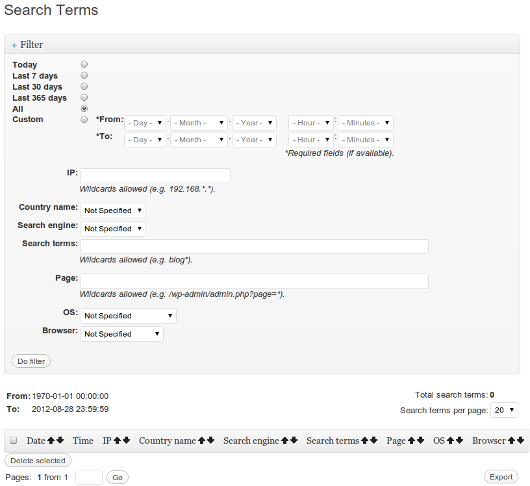 Search Terms
+ Filter
Today
Last 7 days
Last 30 days
Last 365 days
All
Custom *From: - Day - - - Month - - - Year - - Hour - : - Minutes -
*To: - Day - - - Month - - - Year - - Hour - : - Minutes -
*Required fields (if available).
IP:
Wildcards allowed (e.g. 192.168.*.*).
Country name: Not Specified
Search engine: Not Specified
Search terms:
Wildcards allowed (e.g. blog*).
Page:
Wildcards allowed (e.g. /wp-admin/admin.php?page=*).
OS: Not Specified
Browser: Not Specified
Do filter
From: 1970-01-01 00:00:00 Total search terms: 0
To: 2012-08-28 23:59:59 Search terms per page: 20
Date Time IP Country name Search engine Search terms Page OS Browser
Delete selected
Pages: 1 from 1 Go Export